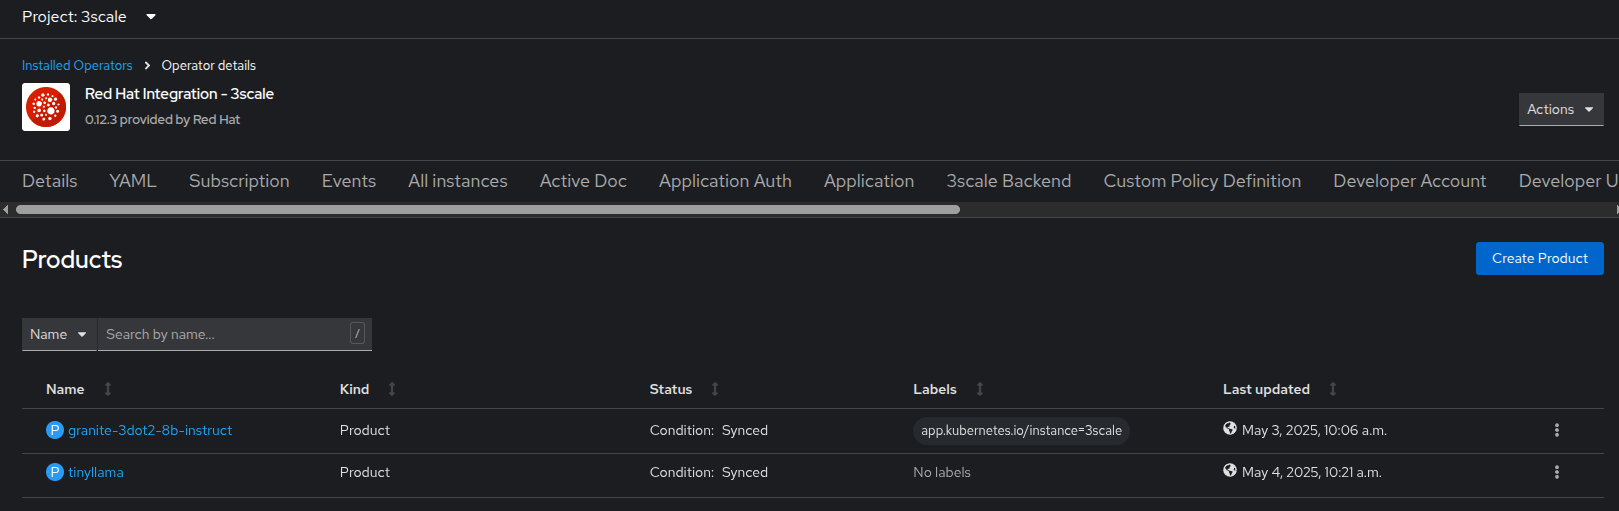 Project: 3scale
Installed Operators Operator details
Red Hat Integration - 3scale
0.12.3 provided by Red Hat
Actions
Details YAML Subscription Events All instances Active Doc Application Auth Application 3scale Backend Custom Policy Definition Developer Account Developer U
Products
Create Product
Name Search by name... /
Name Kind Status Labels Last updated
P granite-3dot2-8b-instruct Product Condition: Synced app.kubernetes.io/instance=3scale May 3, 2025, 10:06 a.m.
P tinyllama Product Condition: Synced No labels May 4, 2025, 10:21 a.m.